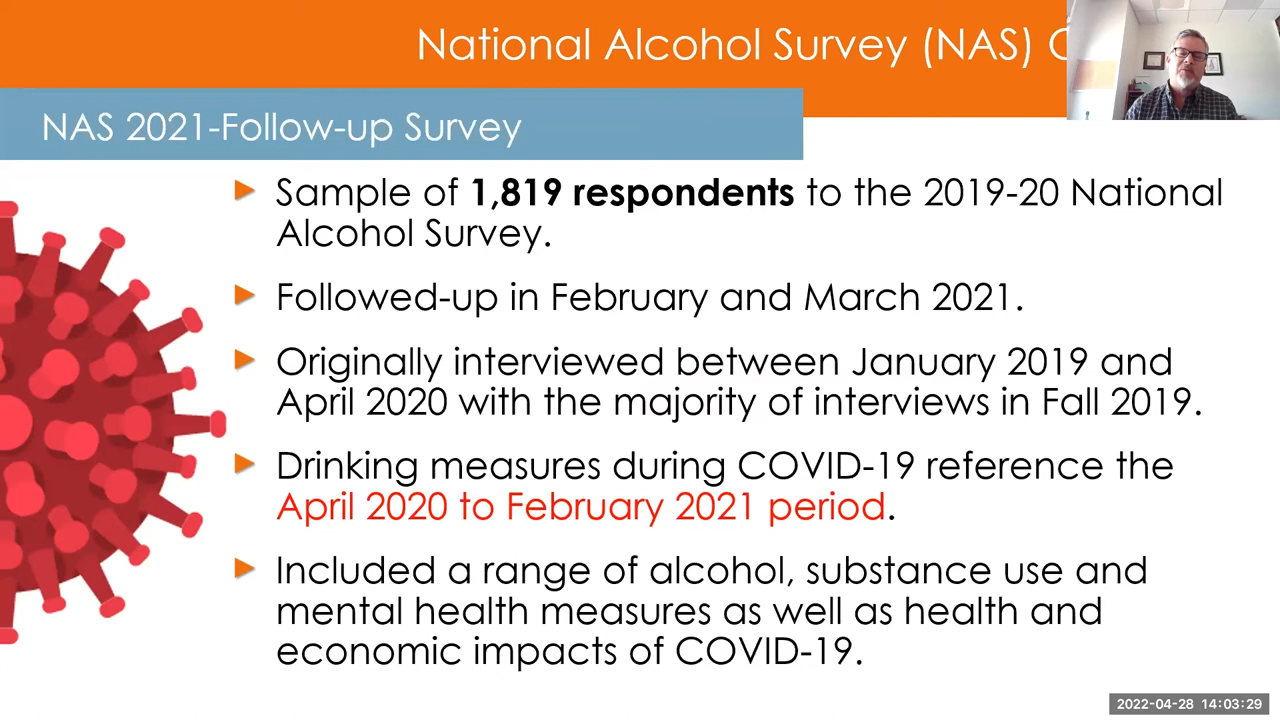 National Alcohol Survey (NAS)
NAS 2021-Follow-up Survey
Sample of 1,819 respondents to the 2019-20 National
Alcohol Survey.
Followed-up in February and March 2021.
Originally interviewed between January 2019 and
April 2020 with the majority of interviews in Fall 2019.
Drinking measures during COVID-19 reference the
April 2020 to February 2021 period.
Included a range of alcohol, substance use and
mental health measures as well as health and
economic impacts of COVID-19.
2022-04-28 14:03:29